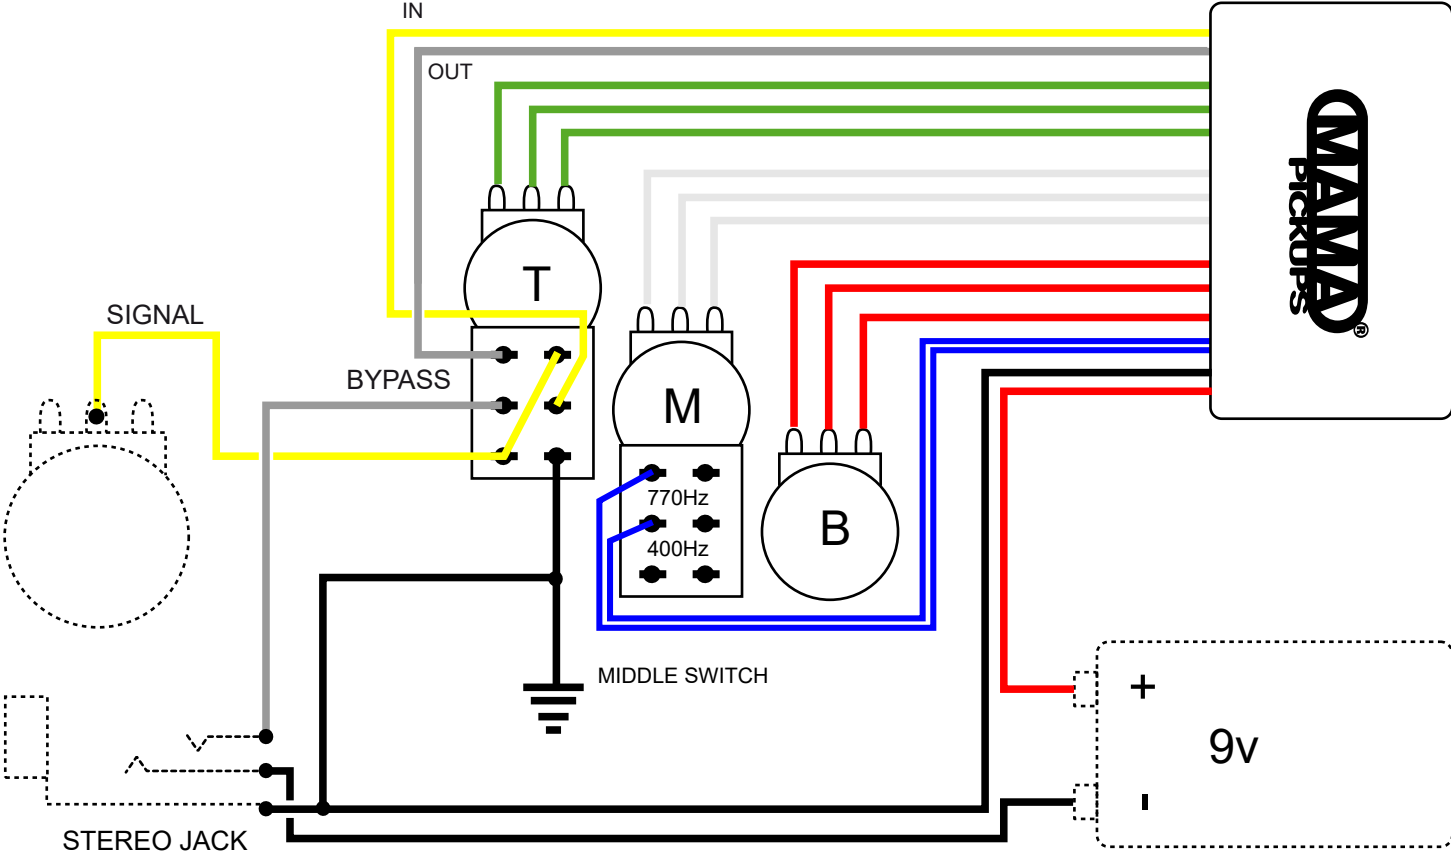 IN
OUT
MAMA
PICKUPS
®
T
SIGNAL
BYPASS
M
770Hz
400Hz
B
MIDDLE SWITCH
+
9v
-
STEREO JACK